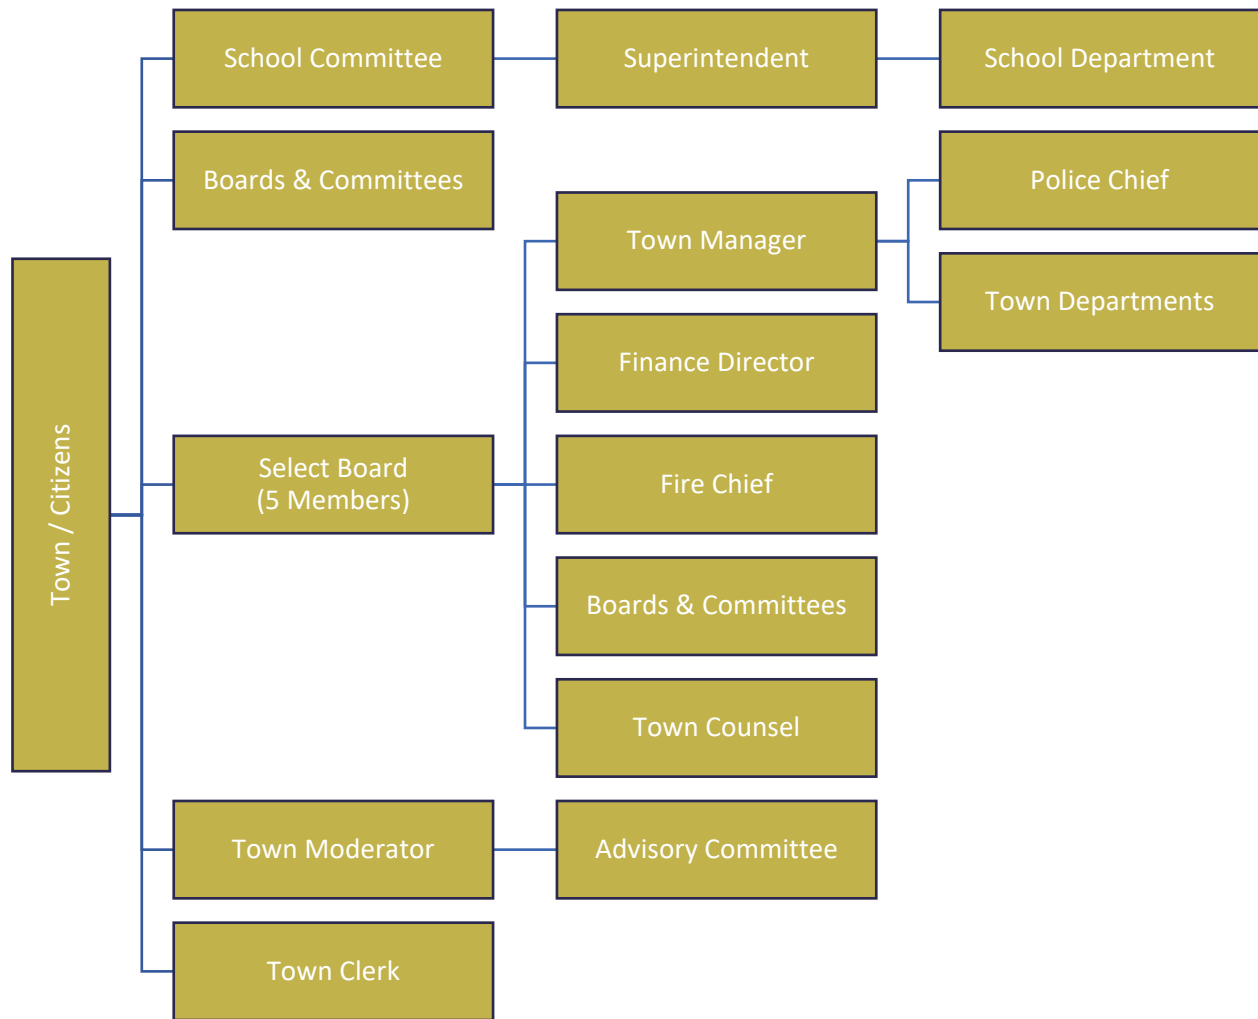 School Committee
Superintendent
School Department
Boards & Committees
Police Chief
Town Manager
Town Departments
Finance Director
Town / Citizens
Select Board
(5 Members)
Fire Chief
Boards & Committees
Town Counsel
Town Moderator
Advisory Committee
Town Clerk